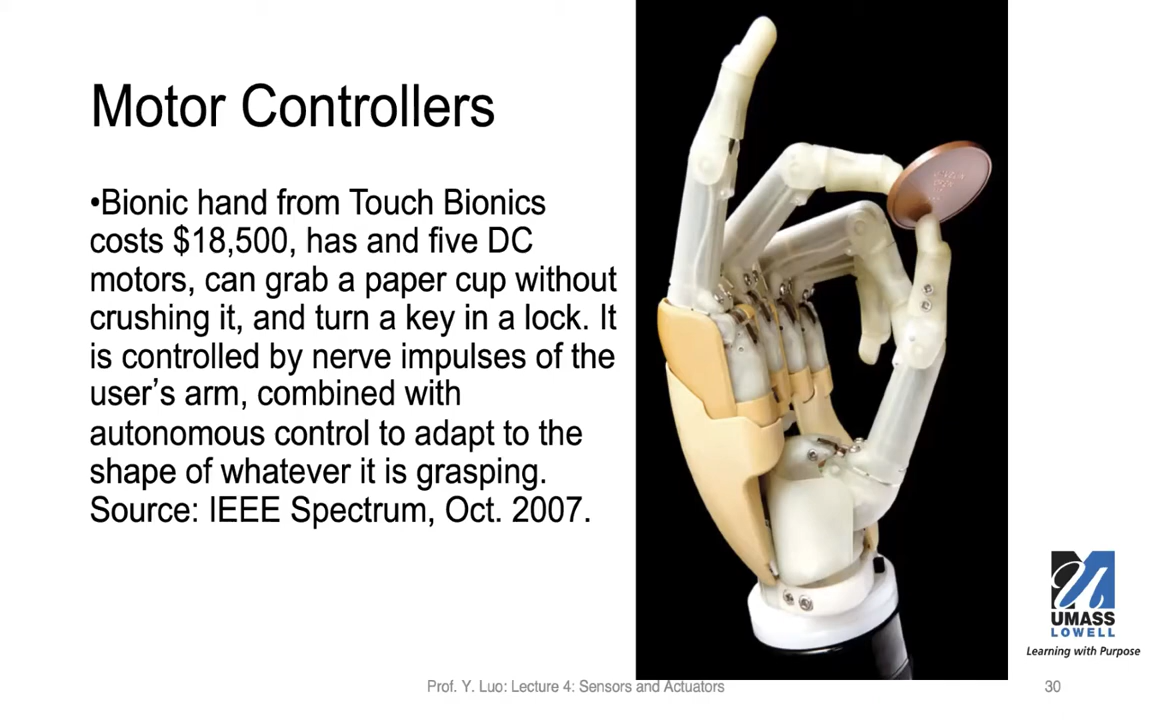 Motor Controllers
•Bionic hand from Touch Bionics
costs $18,500, has and five DC
motors, can grab a paper cup without
crushing it, and turn a key in a lock. It
is controlled by nerve impulses of the
user’s arm, combined with
autonomous control to adapt to the
shape of whatever it is grasping.
Source: IEEE Spectrum, Oct. 2007.
UMASS
LOWELL
Learning with Purpose
Prof. Y. Luo: Lecture 4: Sensors and Actuators
30